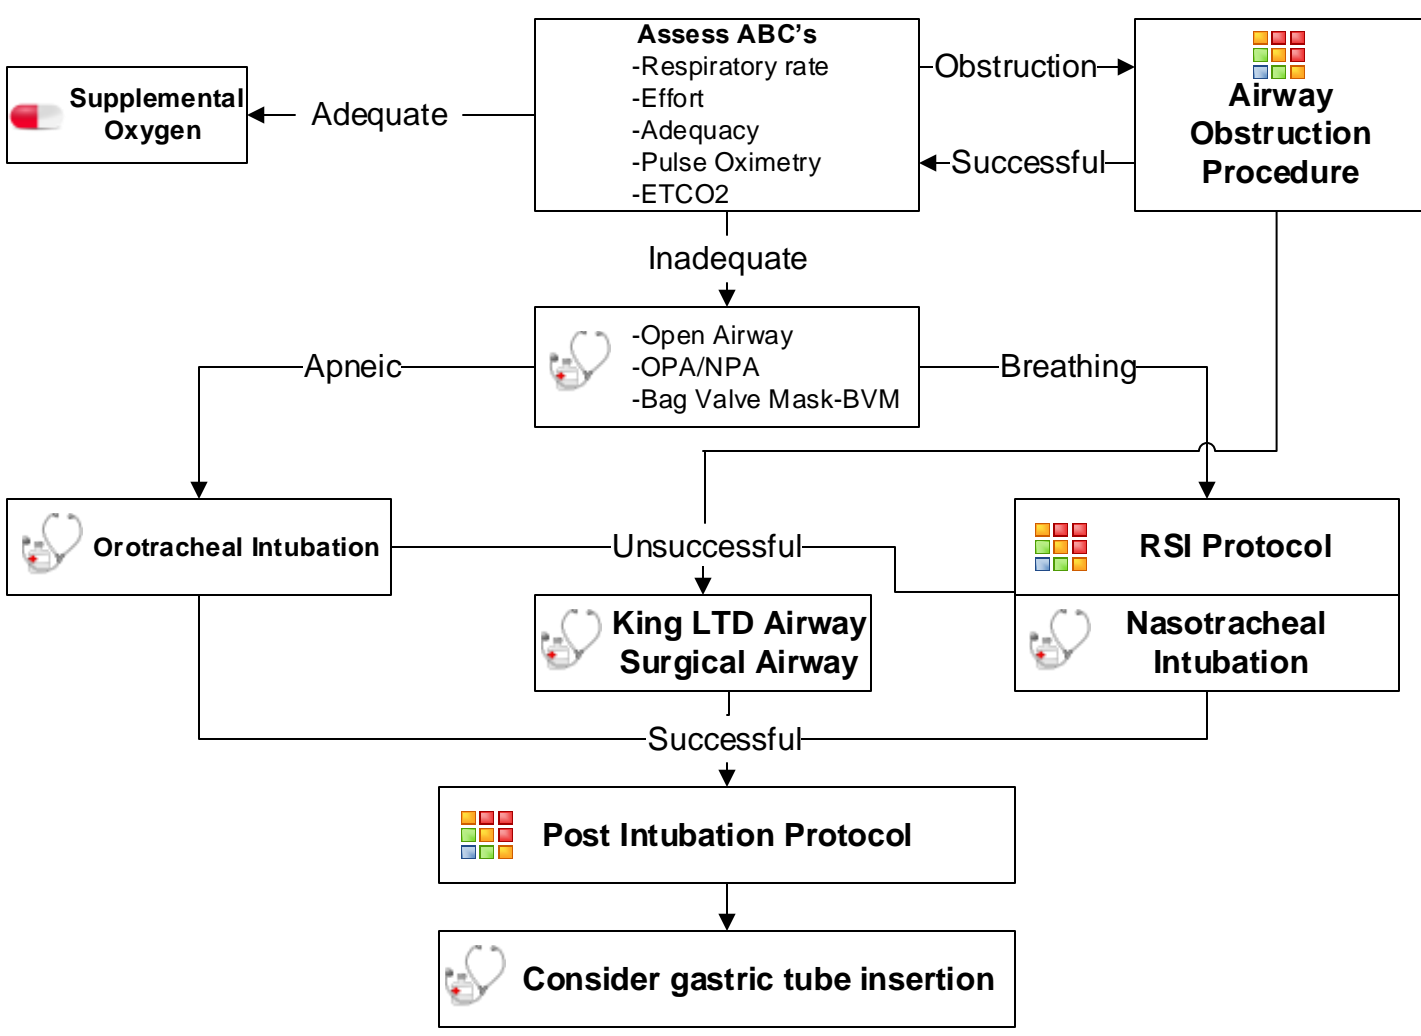 Assess ABC's
-Respiratory rate
-Effort
-Adequacy
-Pulse Oximetry
-ETCO2
Obstruction
Successful
Airway
Obstruction
Procedure
Adequate
Supplemental
Oxygen
Inadequate
-Open Airway
-OPA/NPA
-Bag Valve Mask-BVM
Apneic
Breathing
Orotracheal Intubation
Unsuccessful
RSI Protocol
Nasotracheal
Intubation
King LTD Airway
Surgical Airway
Successful
Post Intubation Protocol
Consider gastric tube insertion